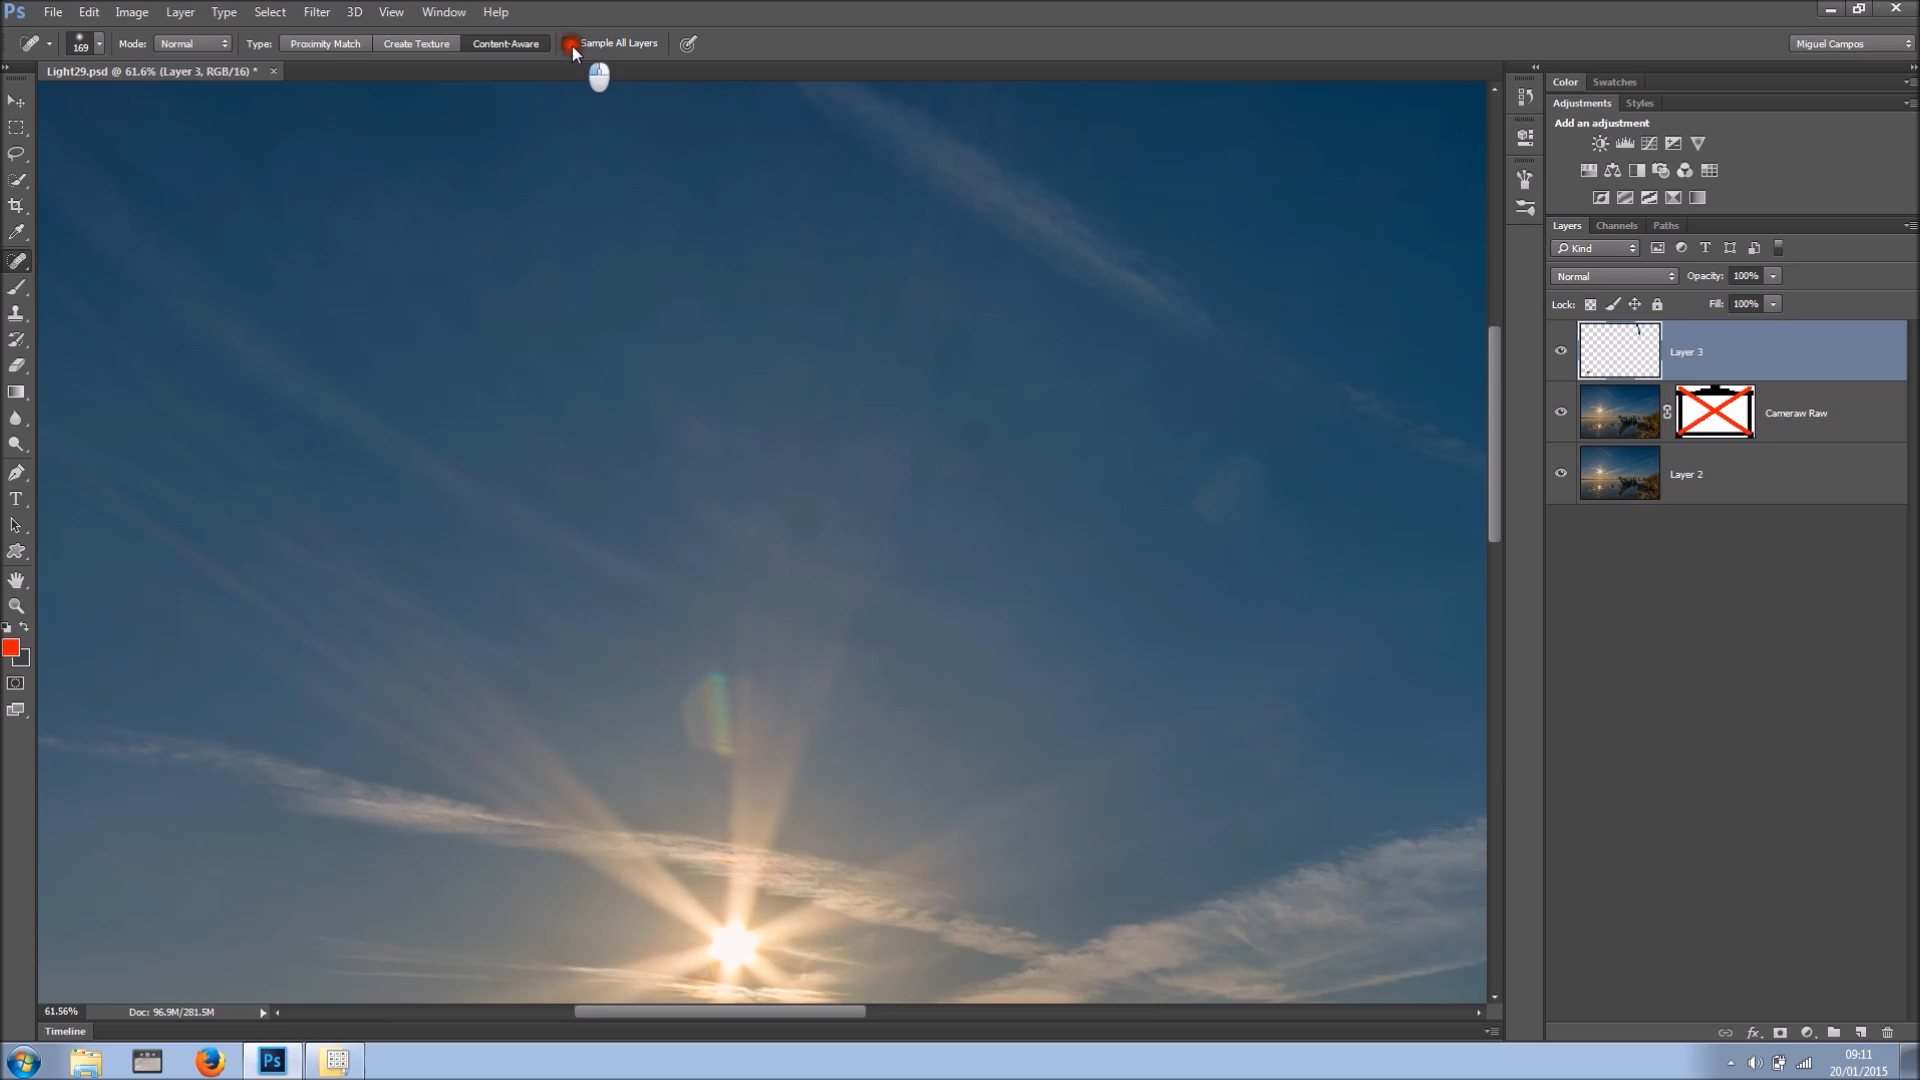 Ps File Edit Image Layer Type Select Filter 3D View Window Help
169 Mode: Normal Type: Proximity Match Create Texture Content-Aware Sample All Layers Miguel Campos
Light29.psd @ 61.6% (Layer 3, RGB/16) * ×
Color Swatches
Adjustments Styles
Add an adjustment
Layers Channels Paths
Kind
Normal Opacity: 100%
Lock: Fill: 100%
Layer 3
Cameraw Raw
Layer 2
61.56% Doc: 96.9M/281.5M
Timeline
Ps
09:11
20/01/2015